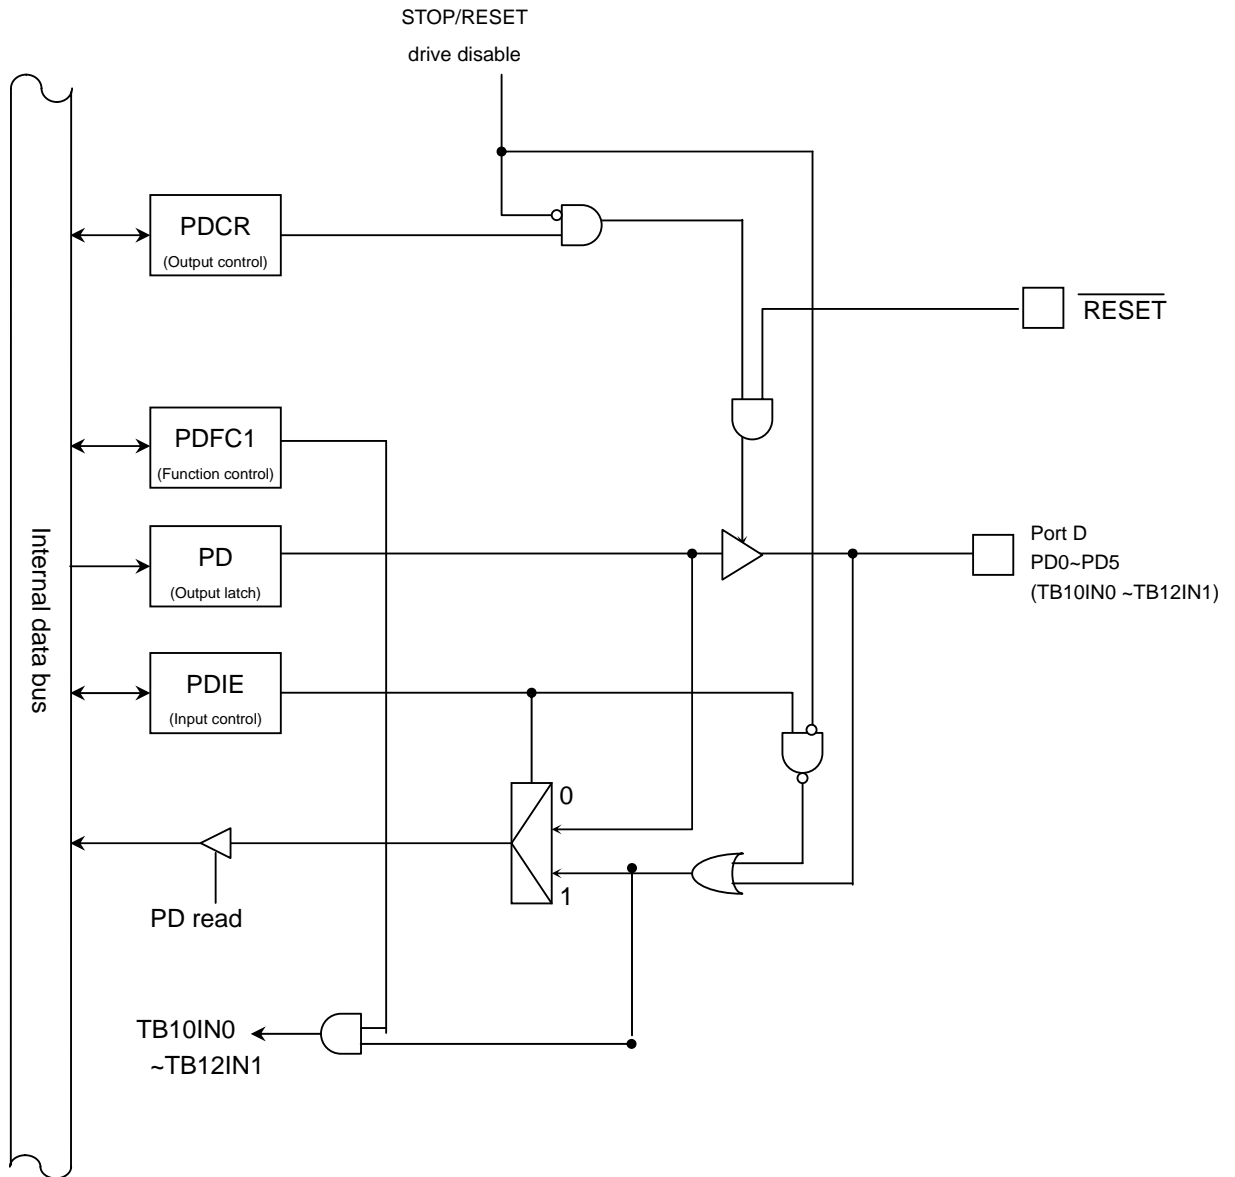 STOP/RESET
drive disable
PDCR
(Output control)
RESET
PDFC1
(Function control)
Internal data bus
PD
(Output latch)
Port D
PD0~PD5
(TB10IN0 ~TB12IN1)
PDIE
(Input control)
0
1
PD read
TB10IN0
~TB12IN1